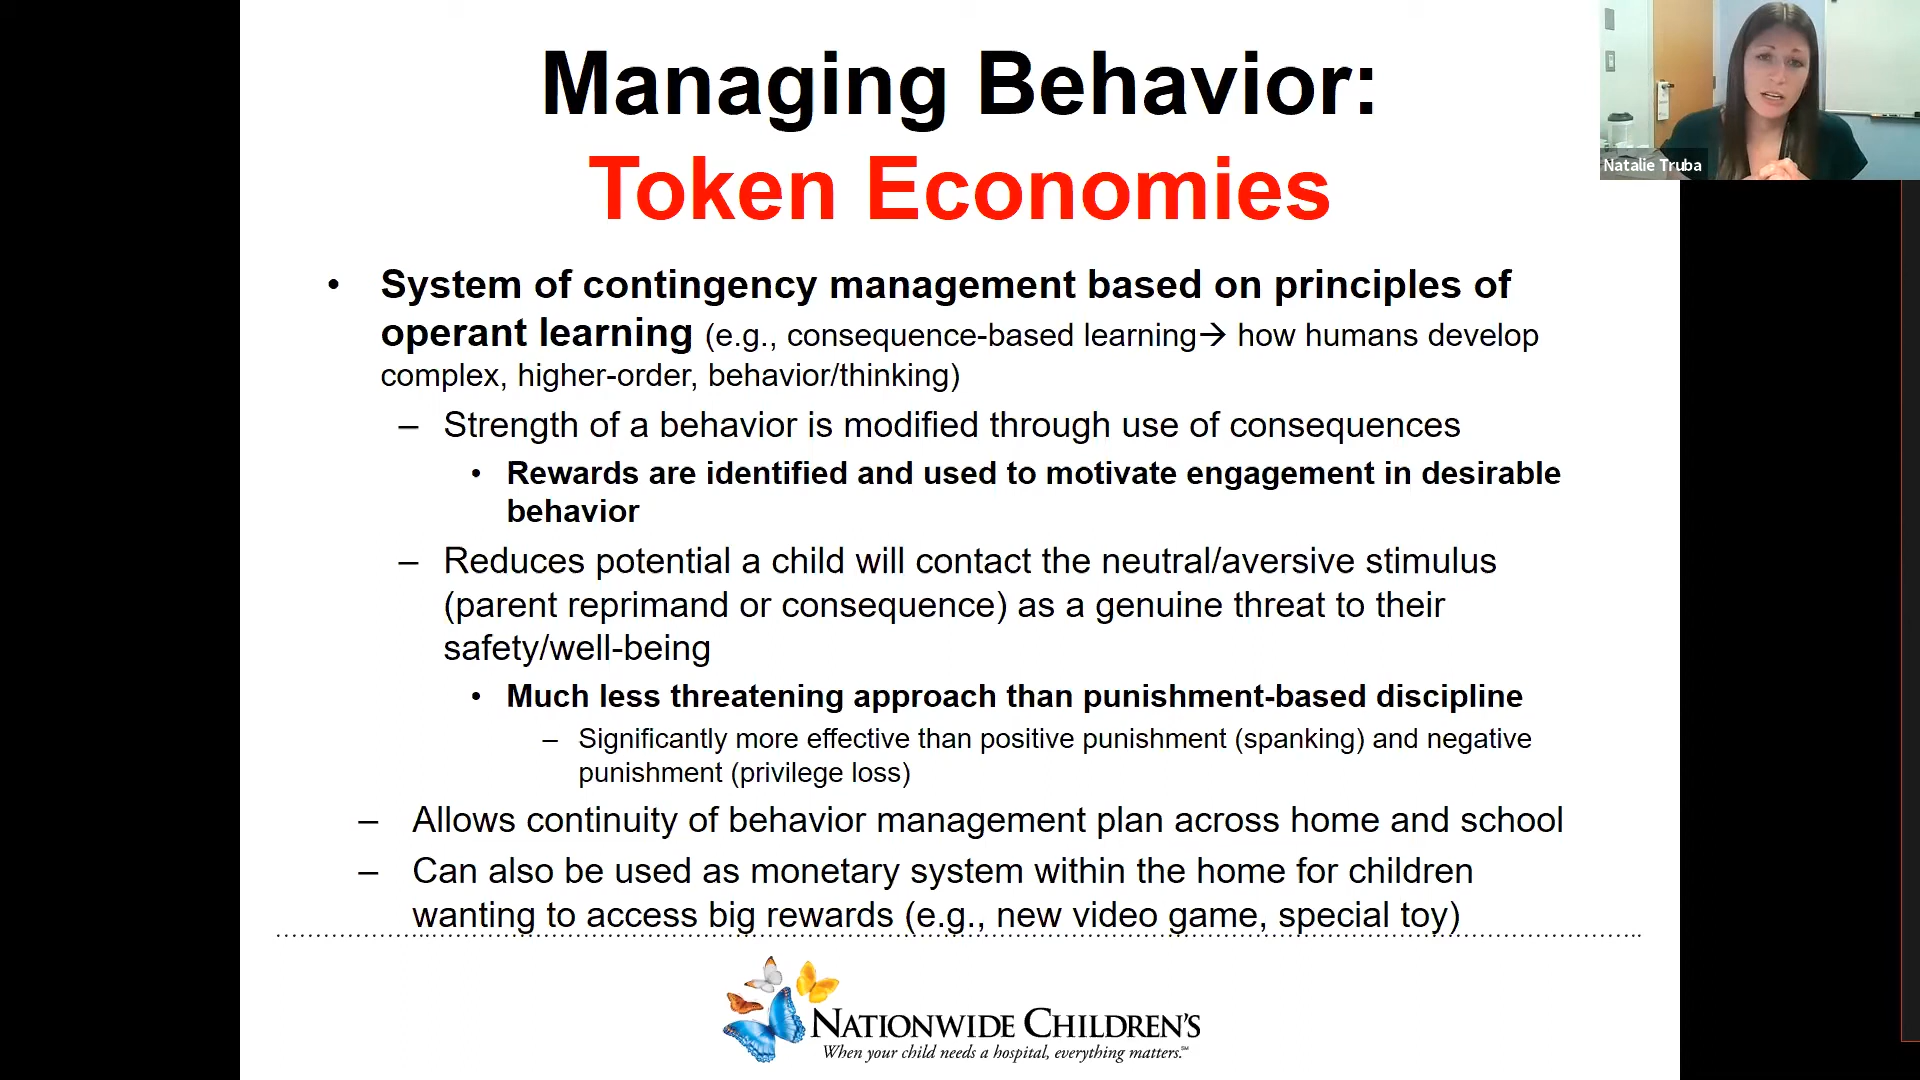 Managing Behavior:
Token Economies
Natalie Truba
• System of contingency management based on principles of
operant learning (e.g., consequence-based learning→ how humans develop
complex, higher-order, behavior/thinking)
– Strength of a behavior is modified through use of consequences
• Rewards are identified and used to motivate engagement in desirable
behavior
– Reduces potential a child will contact the neutral/aversive stimulus
(parent reprimand or consequence) as a genuine threat to their
safety/well-being
• Much less threatening approach than punishment-based discipline
– Significantly more effective than positive punishment (spanking) and negative
punishment (privilege loss)
– Allows continuity of behavior management plan across home and school
– Can also be used as monetary system within the home for children
wanting to access big rewards (e.g., new video game, special toy)
NATIONWIDE CHILDREN'S
When your child needs a hospital, everything matters.℠